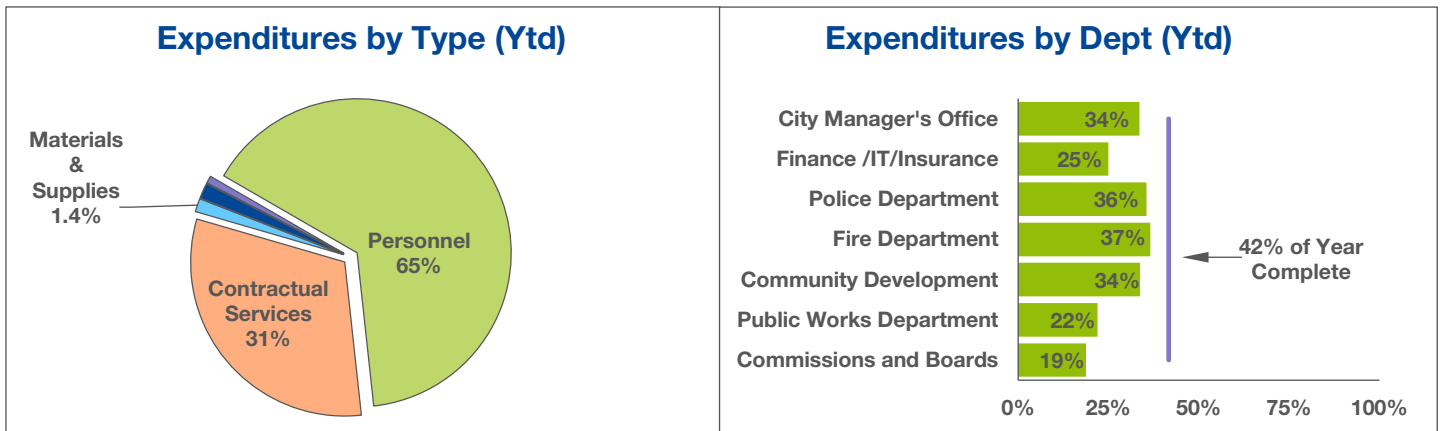 Expenditures by Type (Ytd)
Materials
&
Supplies
1.4%
Personnel
65%
Contractual
Services
31%
Expenditures by Dept (Ytd)
City Manager's Office
34%
Finance /IT/Insurance
25%
Police Department
36%
Fire Department
37%
Community Development
34%
Public Works Department
22%
Commissions and Boards
19%
42% of Year
Complete
0% 25% 50% 75% 100%